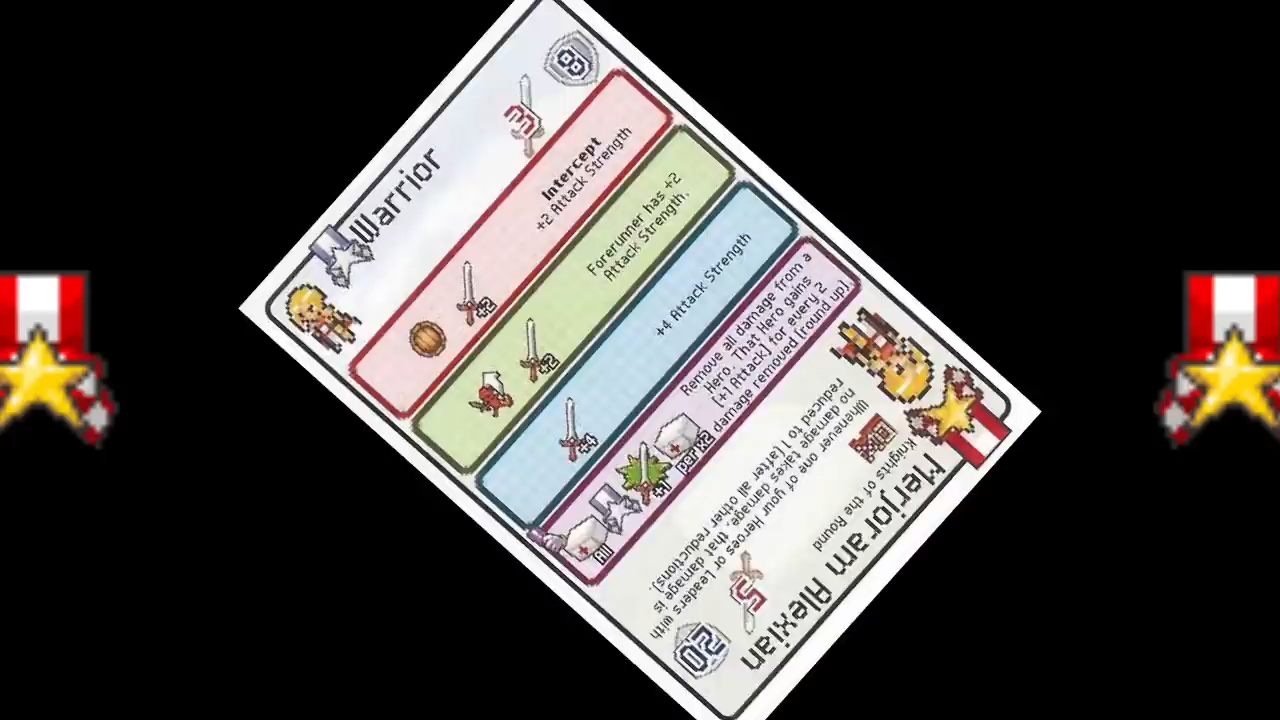 Warrior
3
8
Intercept
+2 Attack Strength
+2
Forerunner has +2
Attack Strength.
+2
+4 Attack Strength
+4
Remove all damage from a
Hero. That Hero gains
[+1 Attack] for every 2
damage removed (round up)
All
+1
per K2
Merjoram Alexian
Knights of the Round
5
20
Whenever one of your Heroes or Leaders with
no damage takes damage, that damage is
reduced to 1 (after all other reductions)